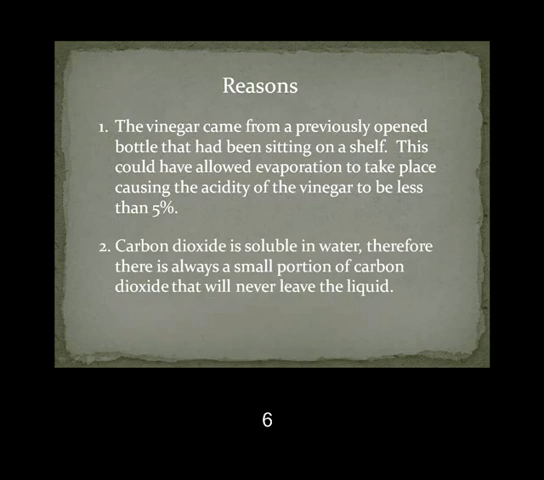 Reasons
1. The vinegar came from a previously opened
bottle that had been sitting on a shelf. This
could have allowed evaporation to take place
causing the acidity of the vinegar to be less
than 5%.
2. Carbon dioxide is soluble in water, therefore
there is always a small portion of carbon
dioxide that will never leave the liquid.
6